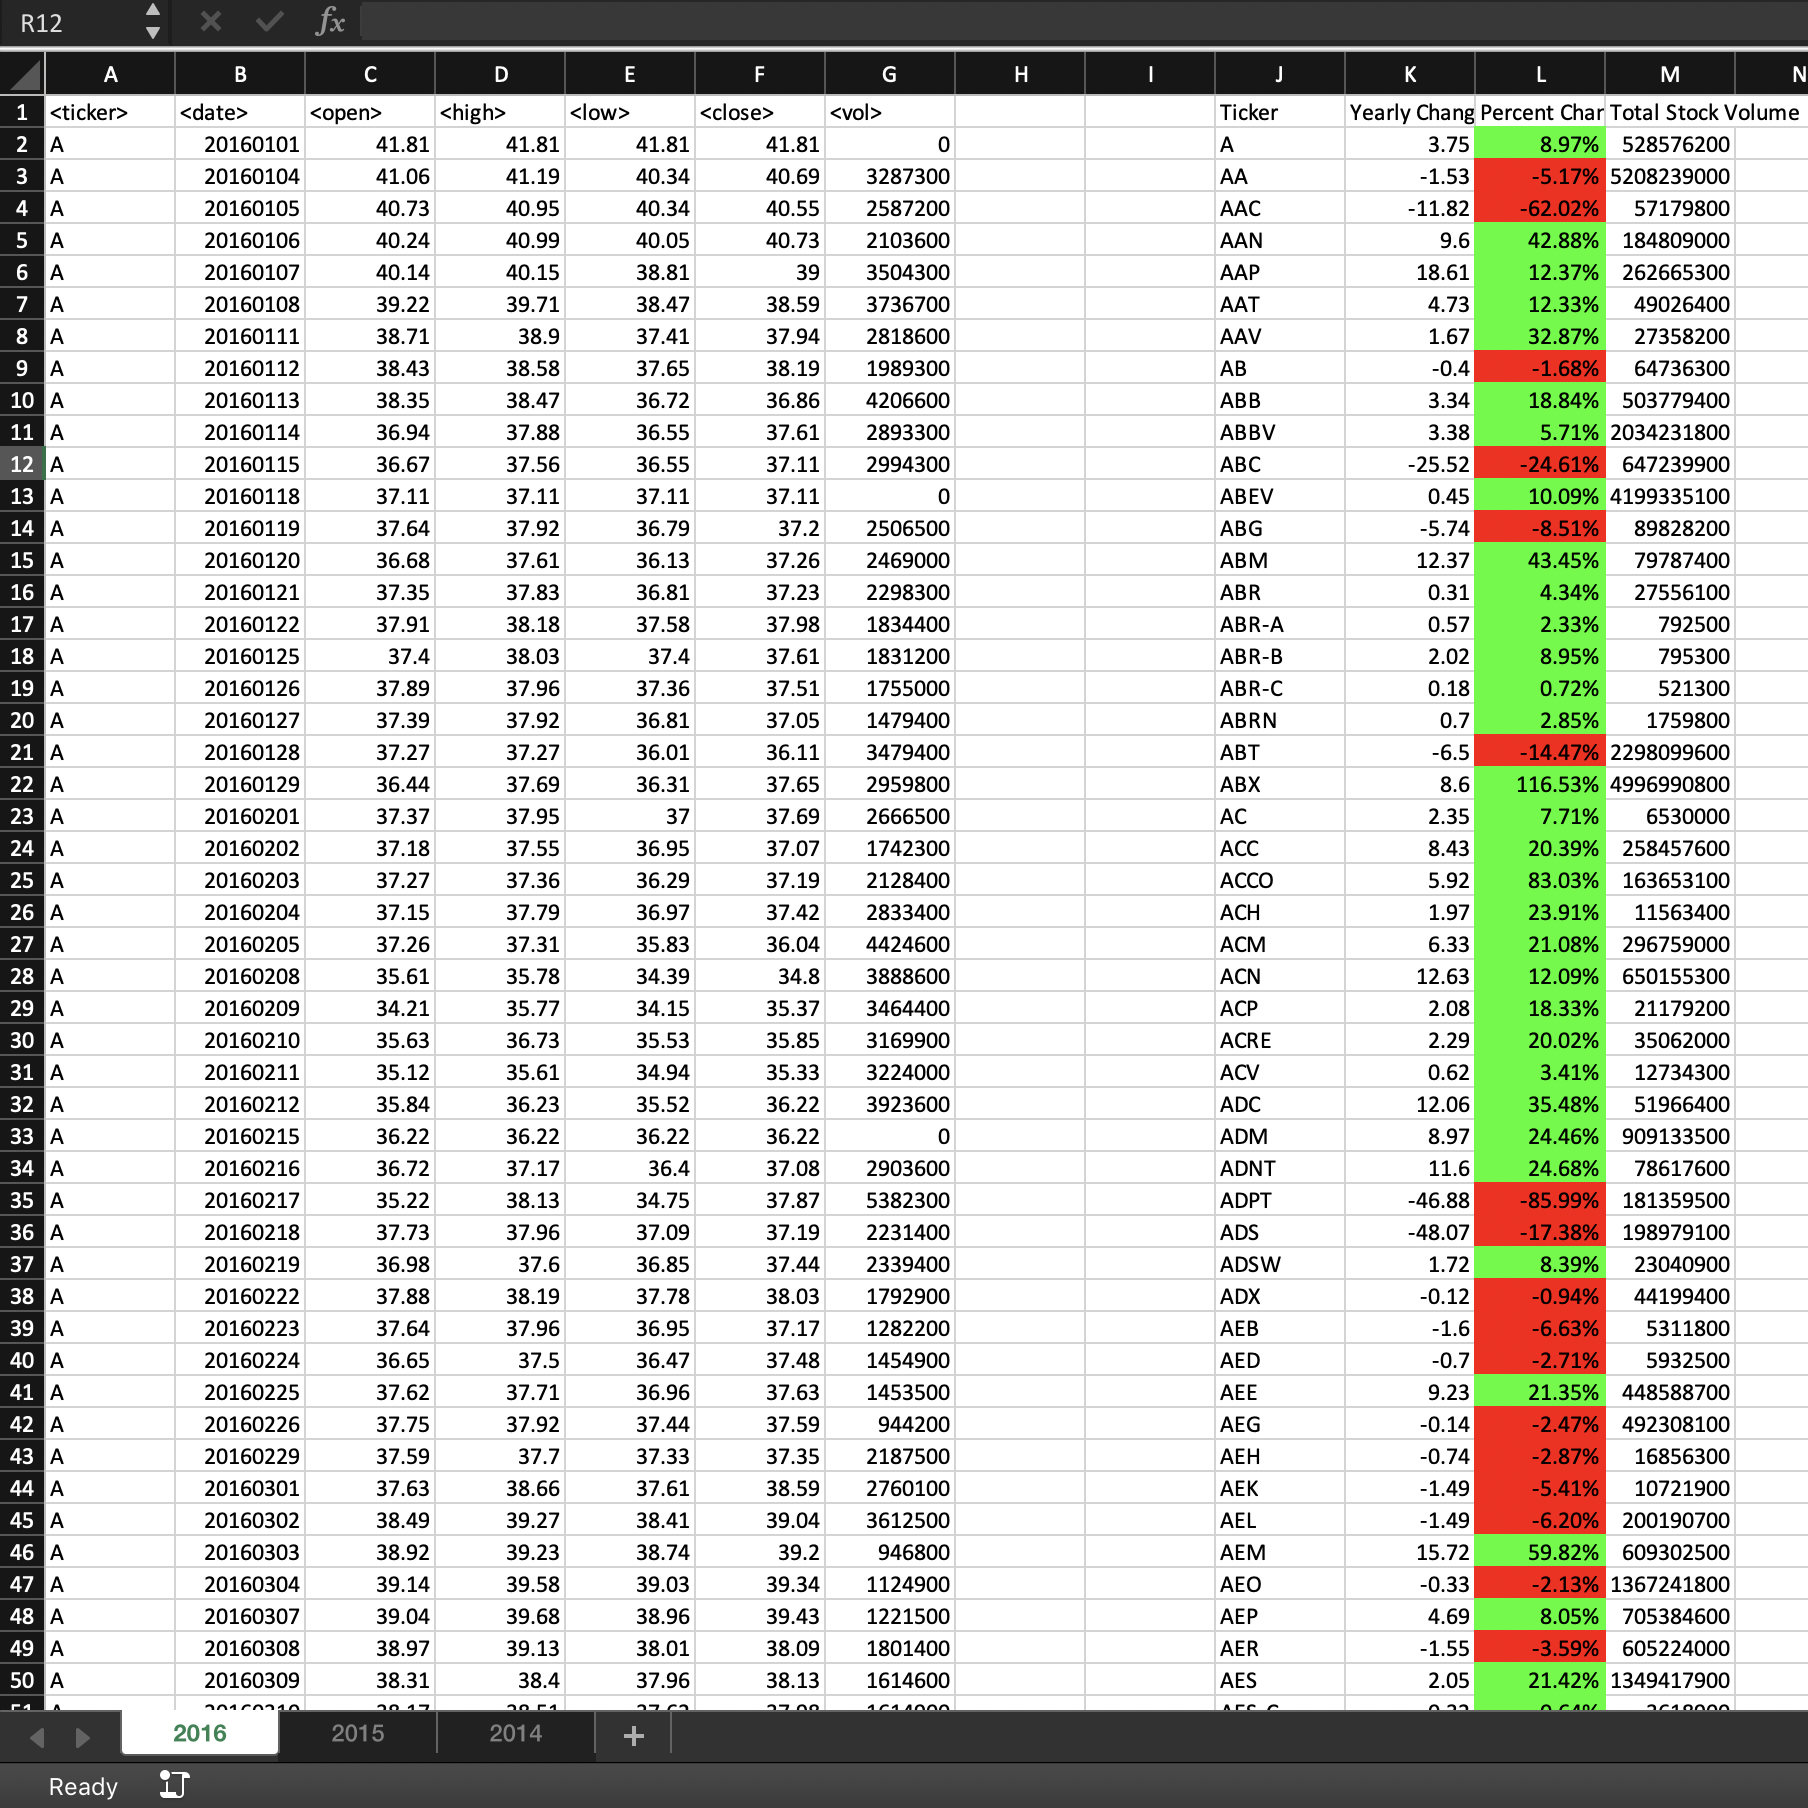 R12 fx
A B C D E F G H I J K L M N
1 <ticker> <date> <open> <high> <low> <close> <vol> Ticker Yearly Chang Percent Char Total Stock Volume
2 A 20160101 41.81 41.81 41.81 41.81 0 A 3.75 8.97% 528576200
3 A 20160104 41.06 41.19 40.34 40.69 3287300 AA -1.53 -5.17% 5208239000
4 A 20160105 40.73 40.95 40.34 40.55 2587200 AAC -11.82 -62.02% 57179800
5 A 20160106 40.24 40.99 40.05 40.73 2103600 AAN 9.6 42.88% 184809000
6 A 20160107 40.14 40.15 38.81 39 3504300 AAP 18.61 12.37% 262665300
7 A 20160108 39.22 39.71 38.47 38.59 3736700 AAT 4.73 12.33% 49026400
8 A 20160111 38.71 38.9 37.41 37.94 2818600 AAV 1.67 32.87% 27358200
9 A 20160112 38.43 38.58 37.65 38.19 1989300 AB -0.4 -1.68% 64736300
10 A 20160113 38.35 38.47 36.72 36.86 4206600 ABB 3.34 18.84% 503779400
11 A 20160114 36.94 37.88 36.55 37.61 2893300 ABBV 3.38 5.71% 2034231800
12 A 20160115 36.67 37.56 36.55 37.11 2994300 ABC -25.52 -24.61% 647239900
13 A 20160118 37.11 37.11 37.11 37.11 0 ABEV 0.45 10.09% 4199335100
14 A 20160119 37.64 37.92 36.79 37.2 2506500 ABG -5.74 -8.51% 89828200
15 A 20160120 36.68 37.61 36.13 37.26 2469000 ABM 12.37 43.45% 79787400
16 A 20160121 37.35 37.83 36.81 37.23 2298300 ABR 0.31 4.34% 27556100
17 A 20160122 37.91 38.18 37.58 37.98 1834400 ABR-A 0.57 2.33% 792500
18 A 20160125 37.4 38.03 37.4 37.61 1831200 ABR-B 2.02 8.95% 795300
19 A 20160126 37.89 37.96 37.36 37.51 1755000 ABR-C 0.18 0.72% 521300
20 A 20160127 37.39 37.92 36.81 37.05 1479400 ABRN 0.7 2.85% 1759800
21 A 20160128 37.27 37.27 36.01 36.11 3479400 ABT -6.5 -14.47% 2298099600
22 A 20160129 36.44 37.69 36.31 37.65 2959800 ABX 8.6 116.53% 4996990800
23 A 20160201 37.37 37.95 37 37.69 2666500 AC 2.35 7.71% 6530000
24 A 20160202 37.18 37.55 36.95 37.07 1742300 ACC 8.43 20.39% 258457600
25 A 20160203 37.27 37.36 36.29 37.19 2128400 ACCO 5.92 83.03% 163653100
26 A 20160204 37.15 37.79 36.97 37.42 2833400 ACH 1.97 23.91% 11563400
27 A 20160205 37.26 37.31 35.83 36.04 4424600 ACM 6.33 21.08% 296759000
28 A 20160208 35.61 35.78 34.39 34.8 3888600 ACN 12.63 12.09% 650155300
29 A 20160209 34.21 35.77 34.15 35.37 3464400 ACP 2.08 18.33% 21179200
30 A 20160210 35.63 36.73 35.53 35.85 3169900 ACRE 2.29 20.02% 35062000
31 A 20160211 35.12 35.61 34.94 35.33 3224000 ACV 0.62 3.41% 12734300
32 A 20160212 35.84 36.23 35.52 36.22 3923600 ADC 12.06 35.48% 51966400
33 A 20160215 36.22 36.22 36.22 36.22 0 ADM 8.97 24.46% 909133500
34 A 20160216 36.72 37.17 36.4 37.08 2903600 ADNT 11.6 24.68% 78617600
35 A 20160217 35.22 38.13 34.75 37.87 5382300 ADPT -46.88 -85.99% 181359500
36 A 20160218 37.73 37.96 37.09 37.19 2231400 ADS -48.07 -17.38% 198979100
37 A 20160219 36.98 37.6 36.85 37.44 2339400 ADSW 1.72 8.39% 23040900
38 A 20160222 37.88 38.19 37.78 38.03 1792900 ADX -0.12 -0.94% 44199400
39 A 20160223 37.64 37.96 36.95 37.17 1282200 AEB -1.6 -6.63% 5311800
40 A 20160224 36.65 37.5 36.47 37.48 1454900 AED -0.7 -2.71% 5932500
41 A 20160225 37.62 37.71 36.96 37.63 1453500 AEE 9.23 21.35% 448588700
42 A 20160226 37.75 37.92 37.44 37.59 944200 AEG -0.14 -2.47% 492308100
43 A 20160229 37.59 37.7 37.33 37.35 2187500 AEH -0.74 -2.87% 16856300
44 A 20160301 37.63 38.66 37.61 38.59 2760100 AEK -1.49 -5.41% 10721900
45 A 20160302 38.49 39.27 38.41 39.04 3612500 AEL -1.49 -6.20% 200190700
46 A 20160303 38.92 39.23 38.74 39.2 946800 AEM 15.72 59.82% 609302500
47 A 20160304 39.14 39.58 39.03 39.34 1124900 AEO -0.33 -2.13% 1367241800
48 A 20160307 39.04 39.68 38.96 39.43 1221500 AEP 4.69 8.05% 705384600
49 A 20160308 38.97 39.13 38.01 38.09 1801400 AER -1.55 -3.59% 605224000
50 A 20160309 38.31 38.4 37.96 38.13 1614600 AES 2.05 21.42% 1349417900
2016 2015 2014 +
Ready